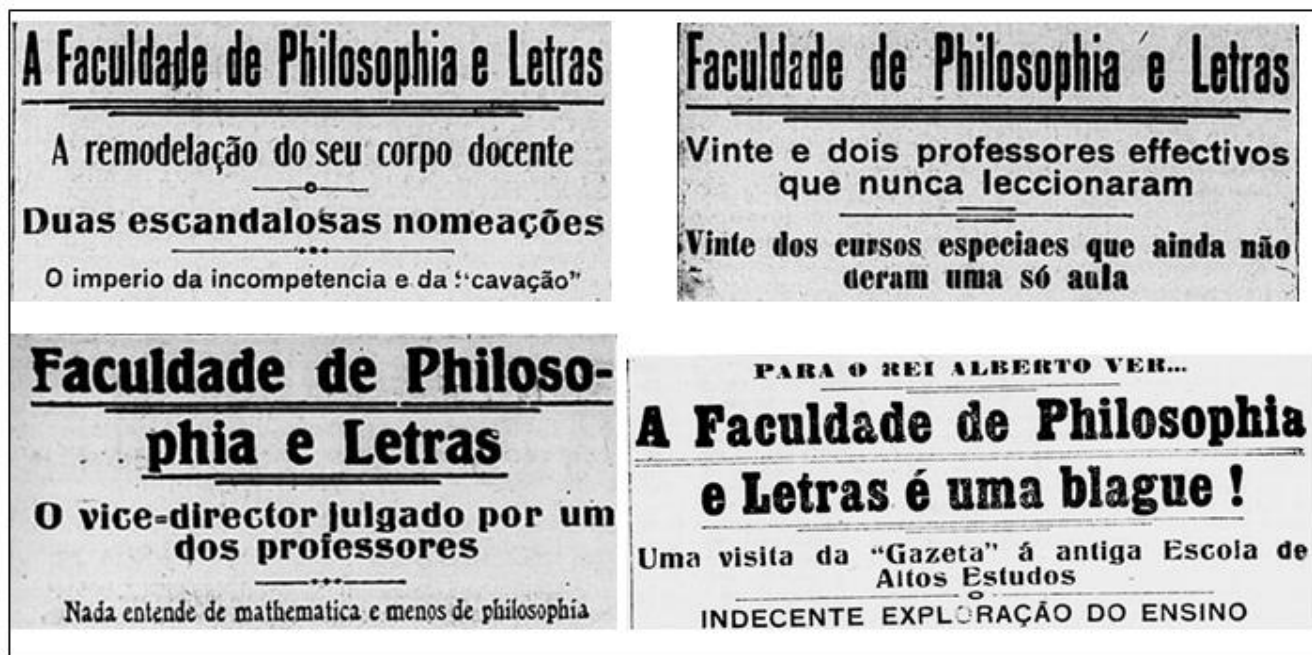 A Faculdade de Philosophia e Letras
A remodelação do seu corpo docente
Duas escandalosas nomeações
O imperio da incompetencia e da "cavação"
Faculdade de Philosophia e Letras
Vinte e dois professores effectivos
que nunca leccionaram
Vinte dos cursos especiaes que ainda não
deram uma só aula
Faculdade de Philoso-
phia e Letras
O vice-director julgado por um
dos professores
Nada entende de mathematica e menos de philosophia
PARA O REI ALBERTO VER...
A Faculdade de Philosophia
e Letras é uma blague !
Uma visita da "Gazeta" á antiga Escola de
Altos Estudos
INDECENTE EXPLORAÇÃO DO ENSINO